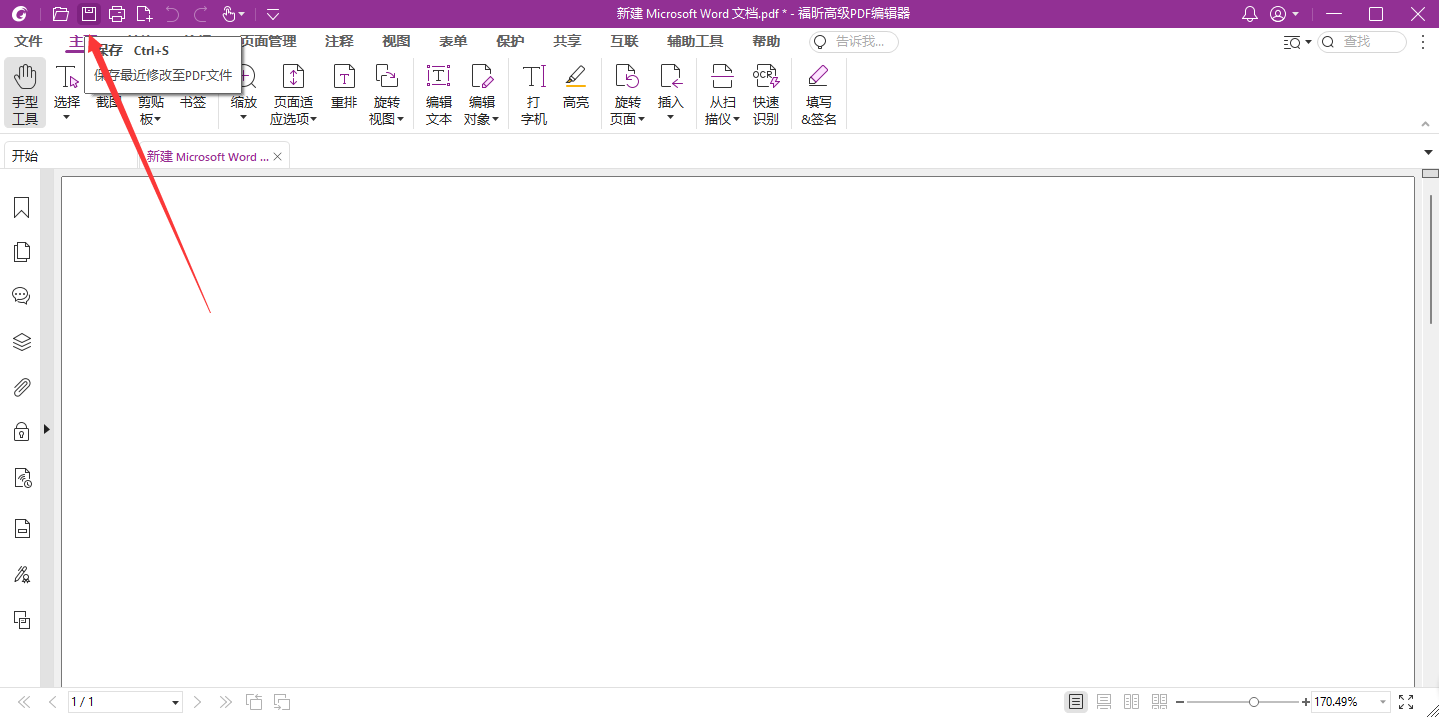 新建 Microsoft Word 文档.pdf * - 福昕高级PDF编辑器
文件 主 页面管理 注释 视图 表单 保护 共享 互联 辅助工具 帮助 告诉我... 查找
保存 Ctrl+S
保存最近修改至PDF文件
手型
工具
选择
截图
剪贴
板
书签
缩放
页面适
应选项
重排
旋转
视图
编辑
文本
编辑
对象
打
字机
高亮
旋转
页面
插入
从扫
描仪
OCR
快速
识别
填写
&签名
开始
新建 Microsoft Word ...
1 / 1
170.49%